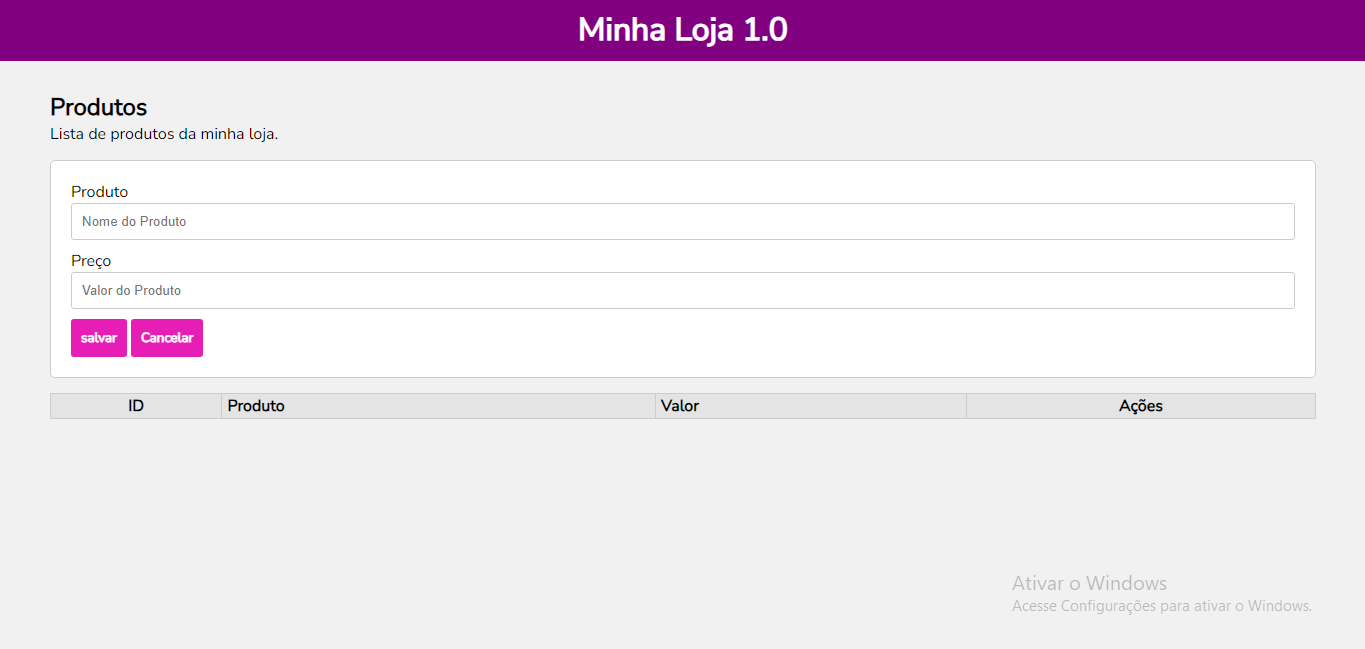 Minha Loja 1.0
Produtos
Lista de produtos da minha loja.
Produto
Nome do Produto
Preço
Valor do Produto
salvar Cancelar
ID Produto Valor Ações
Ativar o Windows
Acesse Configurações para ativar o Windows.